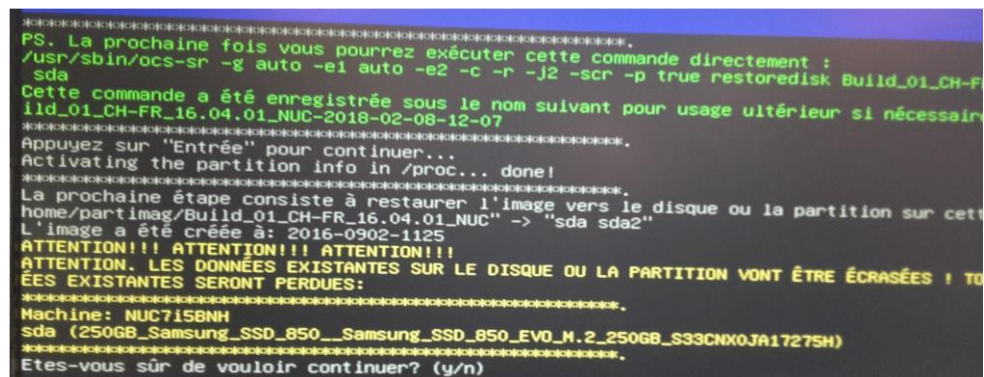 ************************************************************.
PS. La prochaine fois vous pourrez exécuter cette commande directement :
/usr/sbin/ocs-sr -g auto -e1 auto -e2 -c -r -j2 -scr -p true restoredisk Build_01_CH-F
sda
Cette commande a été enregistrée sous le nom suivant pour usage ultérieur si nécessaire
ild_01_CH-FR_16.04.01_NUC-2018-02-08-12-07
************************************************************.
Appuyez sur "Entrée" pour continuer...
Activating the partition info in /proc... done!
************************************************************.
La prochaine étape consiste à restaurer l'image vers le disque ou la partition sur cett
home/partimag/Build_01_CH-FR_16.04.01_NUC" -> "sda sda2"
L'image a été créée à: 2016-0902-1125
ATTENTION!!! ATTENTION!!! ATTENTION!!!
ATTENTION. LES DONNÉES EXISTANTES SUR LE DISQUE OU LA PARTITION VONT ÊTRE ÉCRASÉES ! TO
ÉES EXISTANTES SERONT PERDUES:
************************************************************.
Machine: NUC7i5BNH
sda (250GB_Samsung_SSD_850__Samsung_SSD_850_EVO_M.2_250GB_S33CNX0JA17275H)
************************************************************.
Etes-vous sûr de vouloir continuer? (y/n)